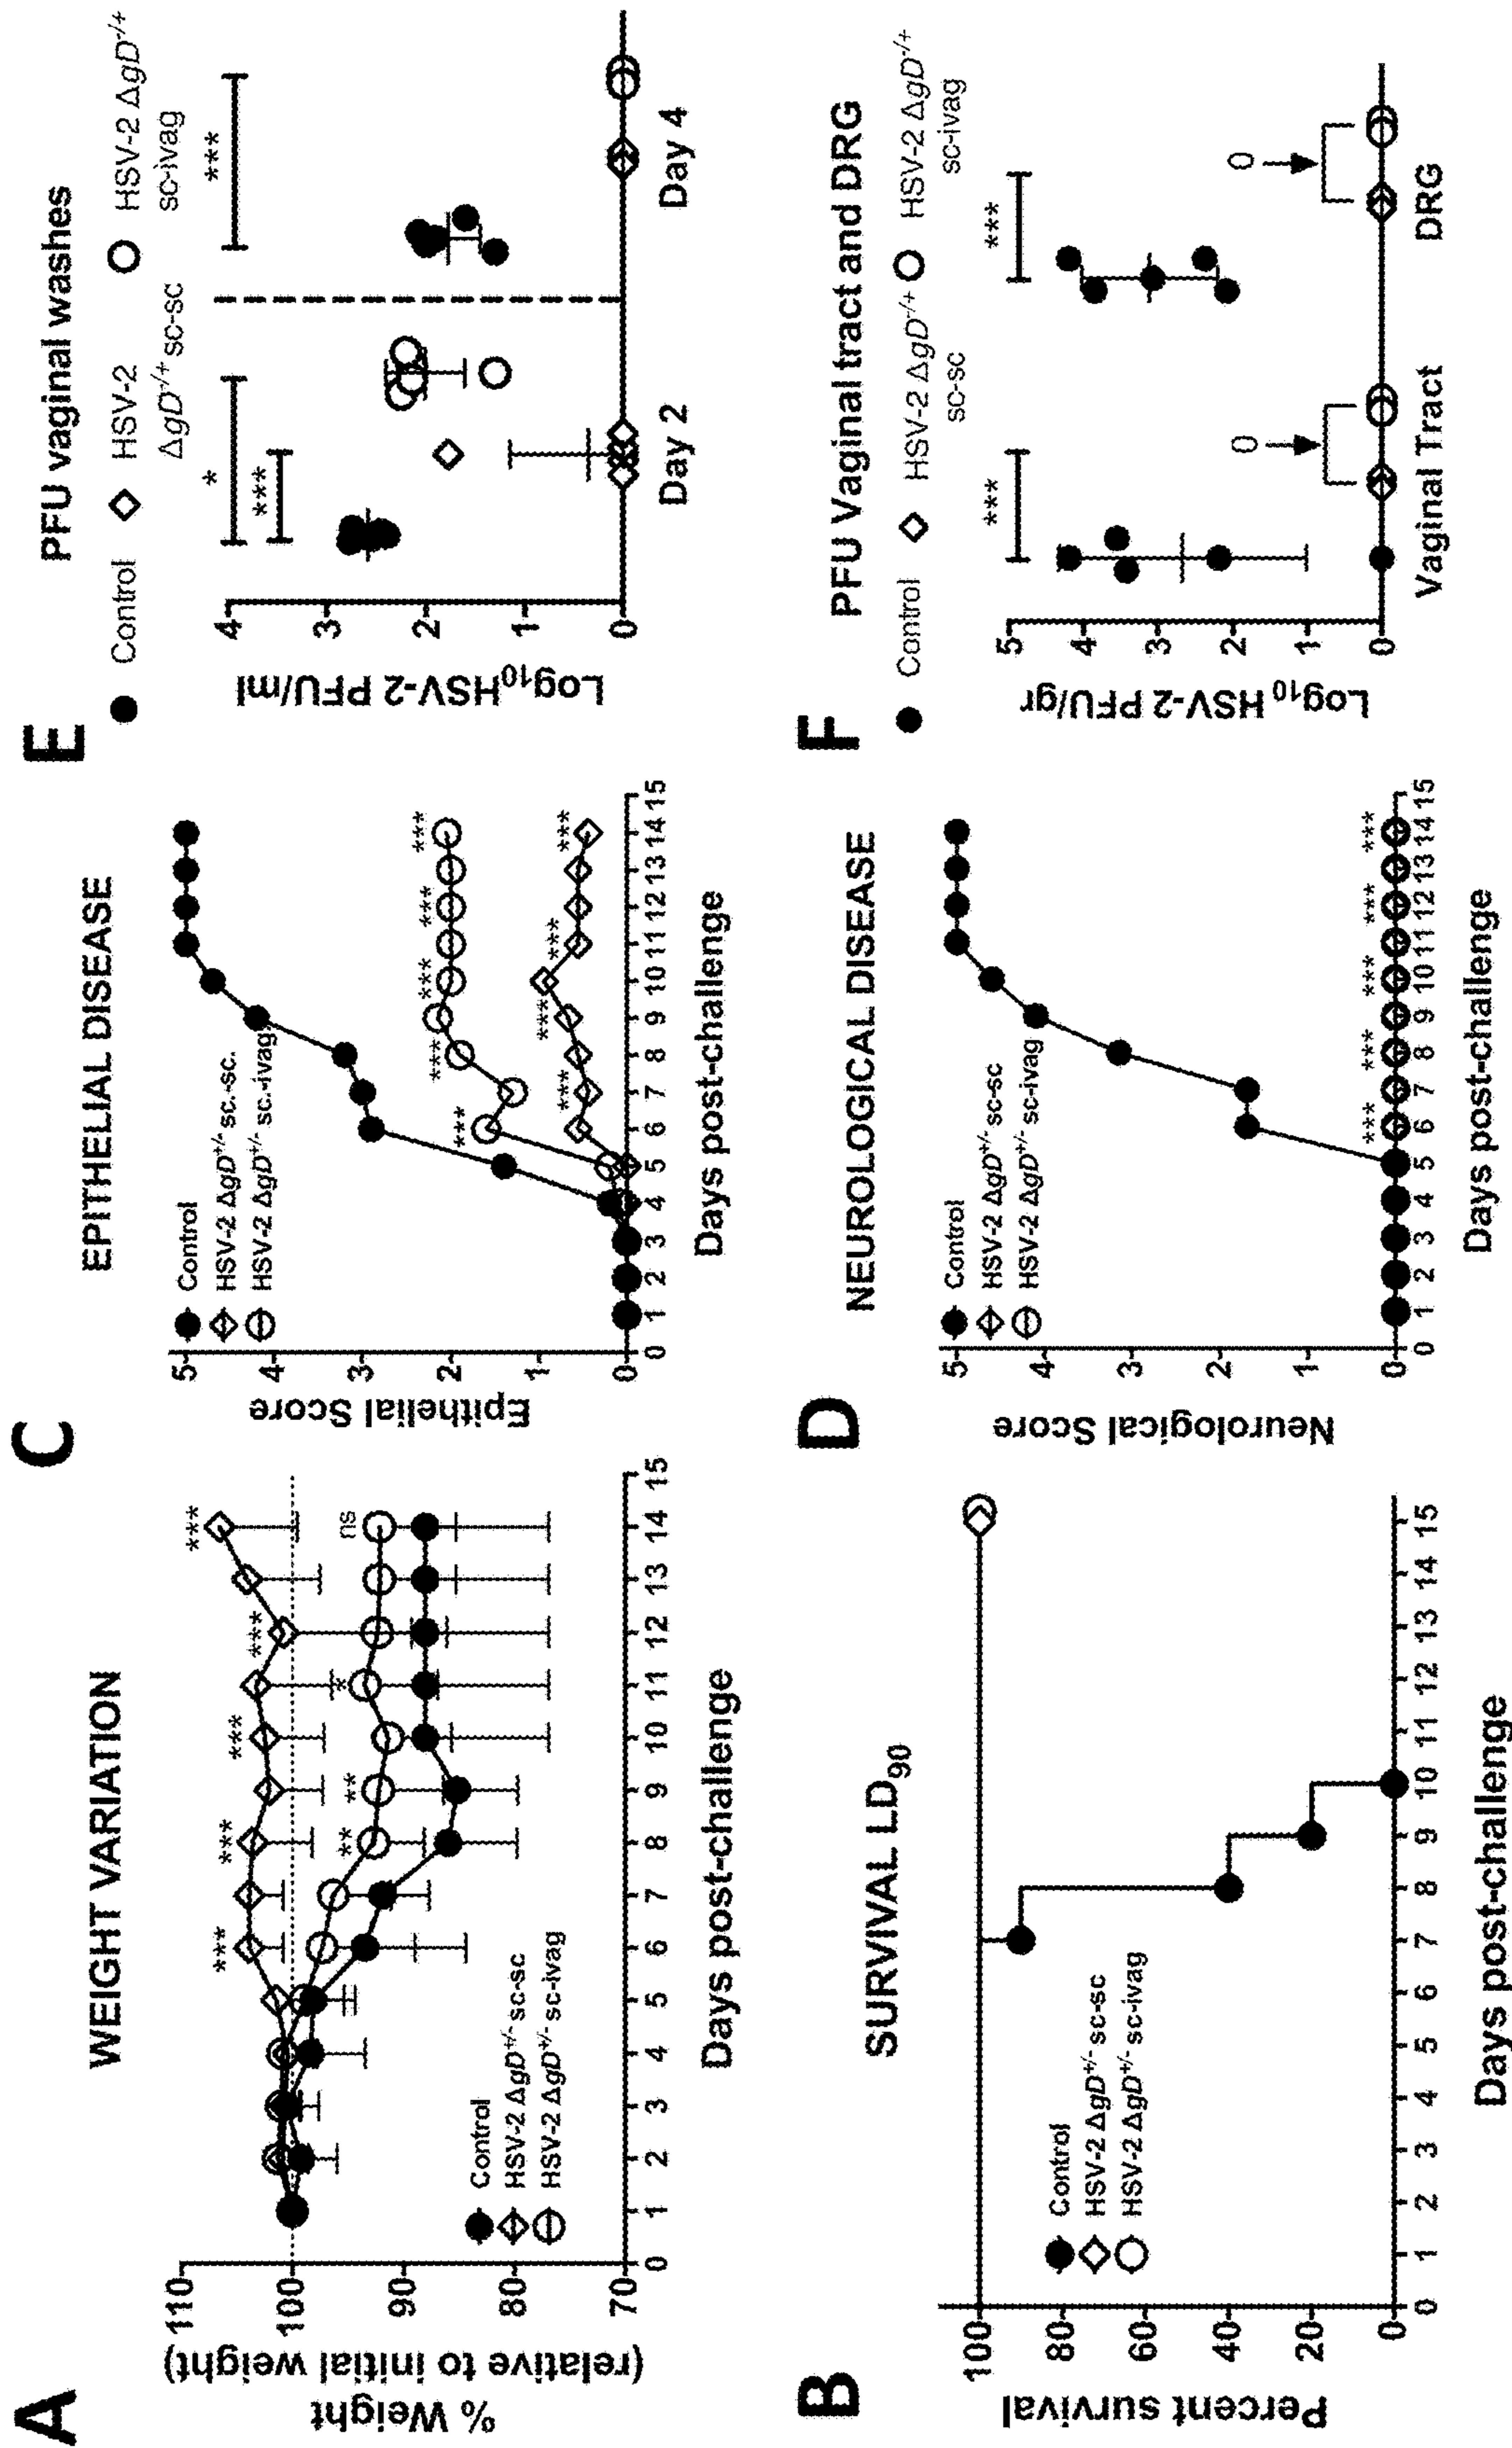 A
WEIGHT VARIATION
% Weight
(relative to initial weight)
110
100
90
80
70
*** *** *** *** ***
** ** * ns
Control
HSV-2 ΔgD+/- sc-sc
HSV-2 ΔgD+/- sc-ivag
0 1 2 3 4 5 6 7 8 9 10 11 12 13 14 15
Days post-challenge
B
SURVIVAL LD90
Percent survival
100
80
60
40
20
0
Control
HSV-2 ΔgD+/- sc-sc
HSV-2 ΔgD+/- sc-ivag
0 1 2 3 4 5 6 7 8 9 10 11 12 13 14 15
Days post-challenge
C
EPITHELIAL DISEASE
Epithelial Score
5
4
3
2
1
0
Control
HSV-2 ΔgD+/- sc.-sc.
HSV-2 ΔgD+/- sc.-ivag
*** *** *** *** ***
*** *** *** ***
0 1 2 3 4 5 6 7 8 9 10 11 12 13 14 15
Days post-challenge
D
NEUROLOGICAL DISEASE
Neurological Score
5
4
3
2
1
0
Control
HSV-2 ΔgD+/- sc-sc
HSV-2 ΔgD+/- sc-ivag
*** *** *** *** ***
0 1 2 3 4 5 6 7 8 9 10 11 12 13 14 15
Days post-challenge
E
PFU vaginal washes
Control
HSV-2
ΔgD-/+ sc-sc
HSV-2 ΔgD-/+
sc-ivag
Log10HSV-2 PFU/ml
4
3
2
1
0
*
***
***
Day 2
Day 4
F
PFU Vaginal tract and DRG
Control
HSV-2 ΔgD-/+
sc-sc
HSV-2 ΔgD-/+
sc-ivag
Log10 HSV-2 PFU/gr
5
4
3
2
1
0
***
***
0
0
Vaginal Tract
DRG